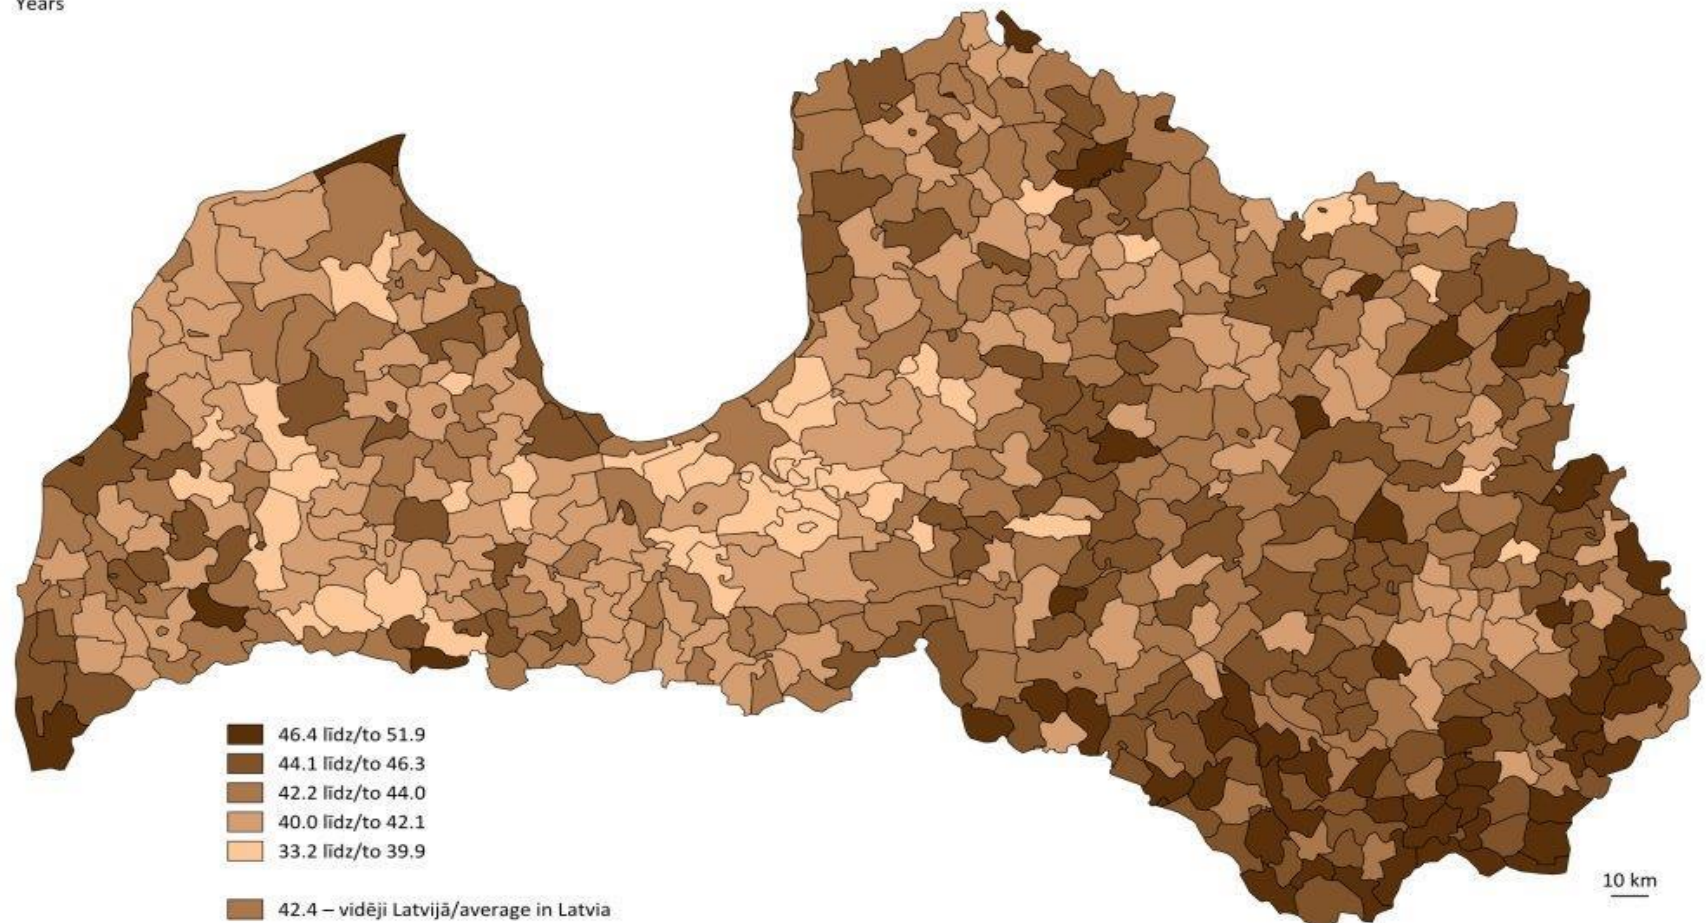 Years
46.4 līdz/to 51.9
44.1 līdz/to 46.3
42.2 līdz/to 44.0
40.0 līdz/to 42.1
33.2 līdz/to 39.9
42.4 – vidēji Latvijā/average in Latvia
10 km